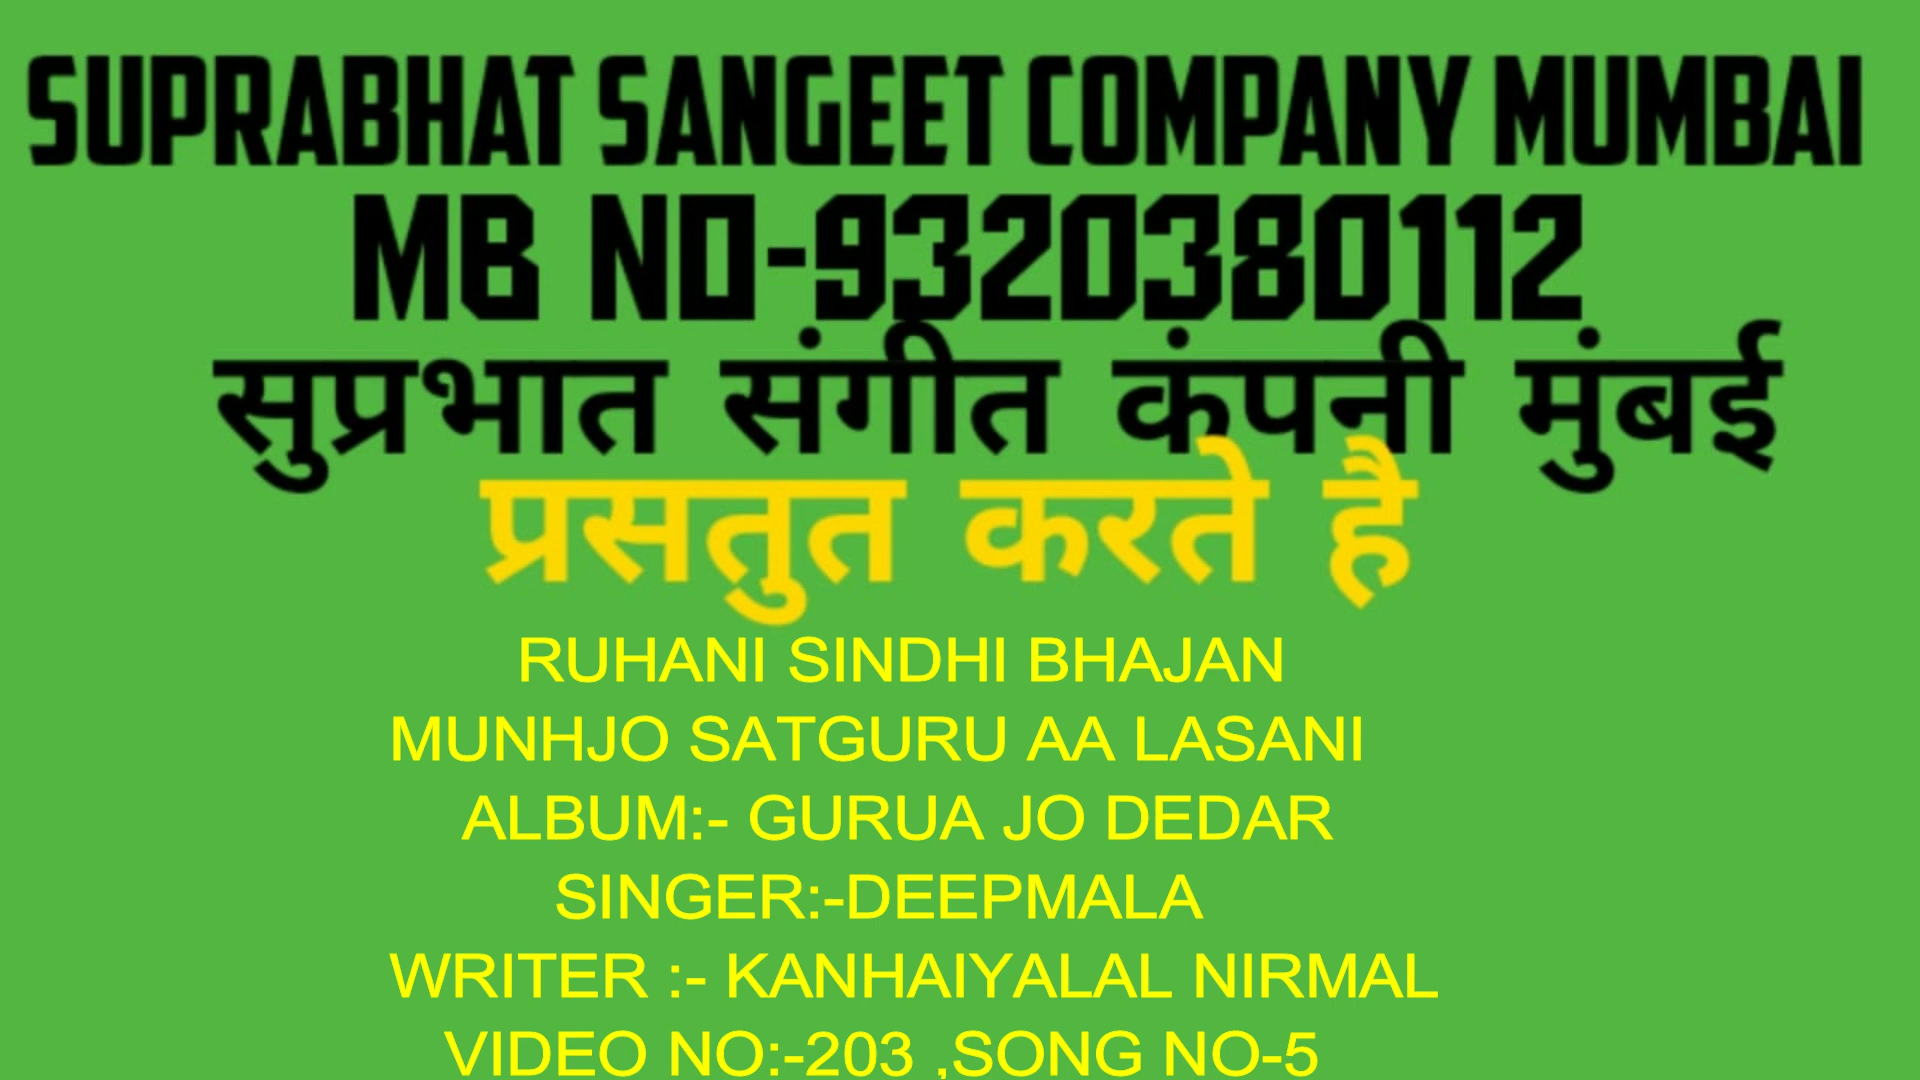 SUPRABHAT SANGEET COMPANY MUMBAI
MB NO-9320380112
सुप्रभात संगीत कंपनी मुंबई
प्रसतुत करते है
RUHANI SINDHI BHAJAN
MUNHJO SATGURU AA LASANI
ALBUM:- GURUA JO DEDAR
SINGER:-DEEPMALA
WRITER :- KANHAIYALAL NIRMAL
VIDEO NO:-203 ,SONG NO-5